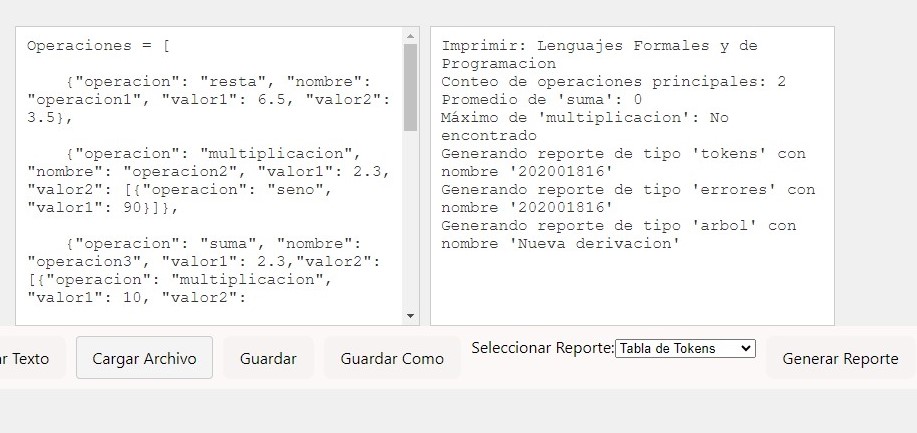 Operaciones = [
{"operacion": "resta", "nombre":
"operacion1", "valor1": 6.5, "valor2":
3.5},
{"operacion": "multiplicacion",
"nombre": "operacion2", "valor1": 2.3,
"valor2": [{"operacion": "seno",
"valor1": 90}]},
{"operacion": "suma", "nombre":
"operacion3", "valor1": 2.3,"valor2":
[{"operacion": "multiplicacion",
"valor1": 10, "valor2":
Imprimir: Lenguajes Formales y de
Programacion
Conteo de operaciones principales: 2
Promedio de 'suma': 0
Máximo de 'multiplicacion': No
encontrado
Generando reporte de tipo 'tokens' con
nombre '202001816'
Generando reporte de tipo 'errores' con
nombre '202001816'
Generando reporte de tipo 'arbol' con
nombre 'Nueva derivacion'
r Texto Cargar Archivo Guardar Guardar Como Seleccionar Reporte: Tabla de Tokens Generar Reporte